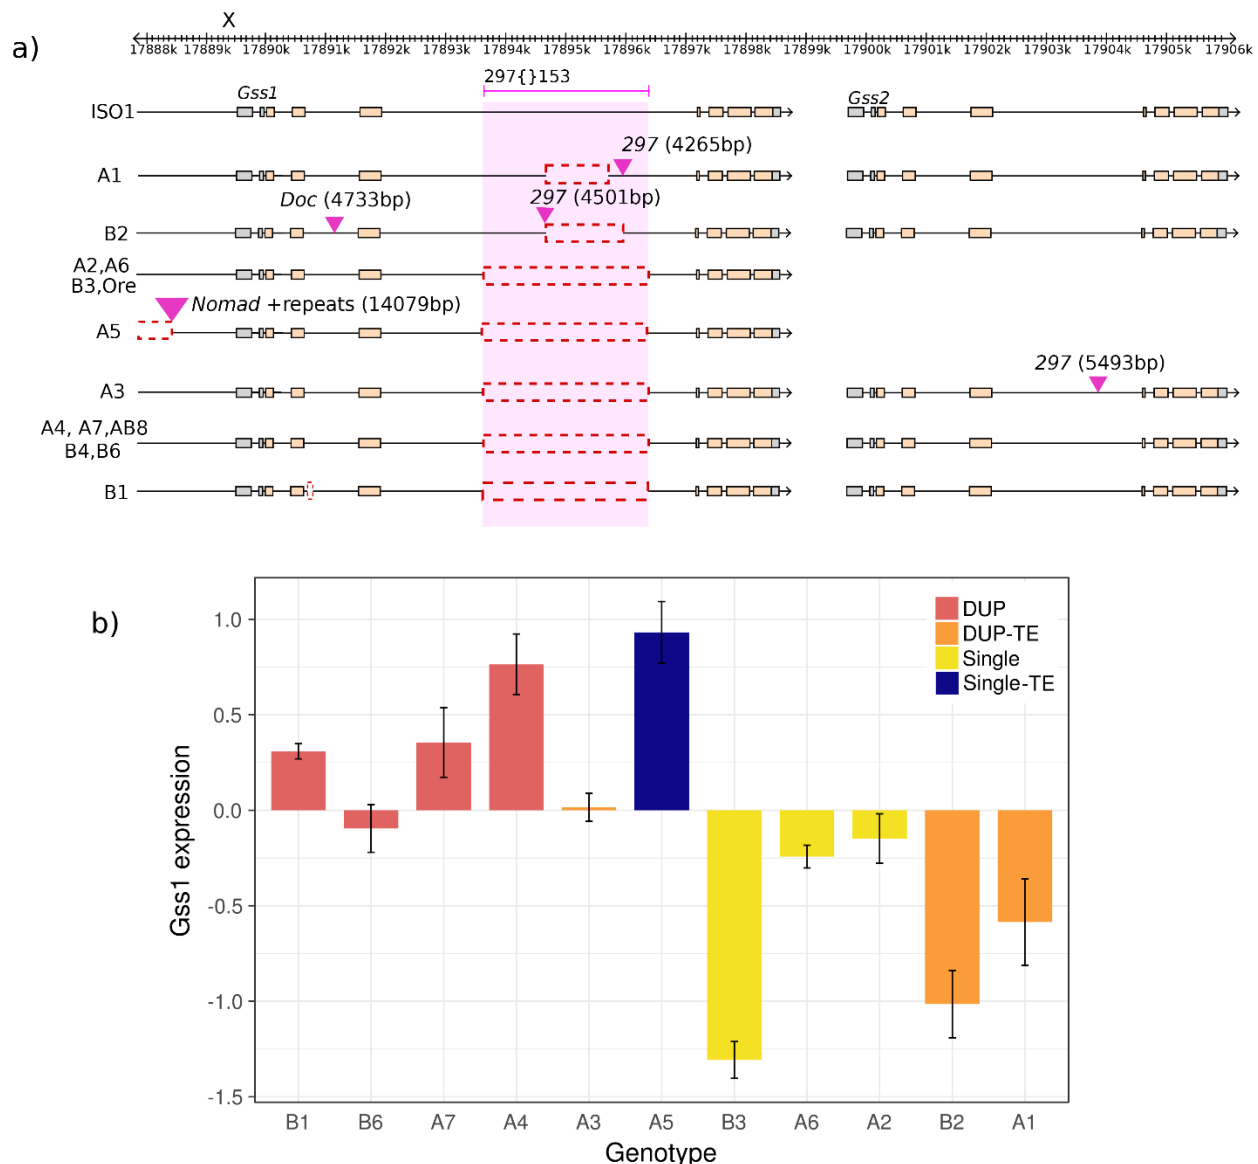 X
a)
17888k 17889k 17890k 17891k 17892k 17893k 17894k 17895k 17896k 17897k 17898k 17899k 17900k 17901k 17902k 17903k 17904k 17905k 17906k
297{}153
Gss1
Gss2
ISO1
297 (4265bp)
A1
Doc (4733bp)
297 (4501bp)
B2
A2,A6
B3,Ore
Nomad +repeats (14079bp)
A5
297 (5493bp)
A3
A4, A7,AB8
B4,B6
B1
b)
DUP
DUP-TE
Single
Single-TE
1.0
0.5
0.0
-0.5
-1.0
-1.5
Gss1 expression
B1 B6 A7 A4 A3 A5 B3 A6 A2 B2 A1
Genotype